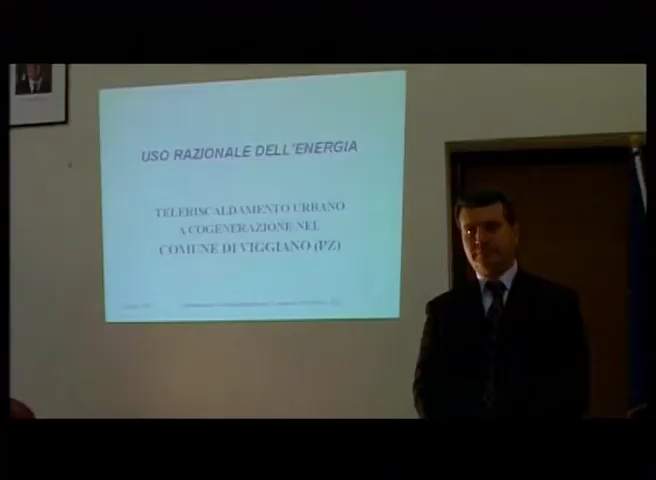 USO RAZIONALE DELL'ENERGIA
TELERISCALDAMENTO URBANO
A COGENERAZIONE NEL
COMUNE DI VIGGIANO (PZ)